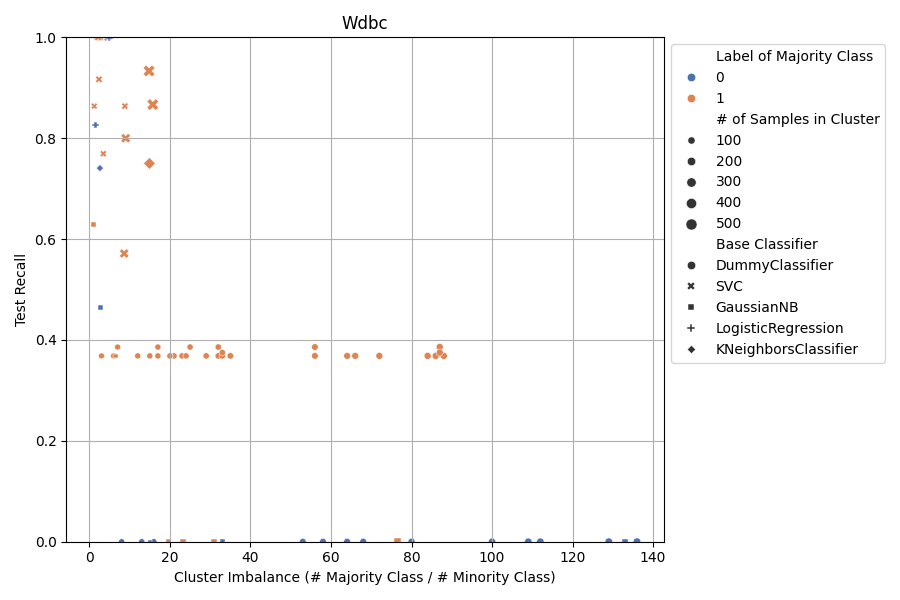 Wdbc
1.0
0.8
0.6
0.4
0.2
0.0
Test Recall
0 20 40 60 80 100 120 140
Cluster Imbalance (# Majority Class / # Minority Class)
Label of Majority Class
0
1
# of Samples in Cluster
100
200
300
400
500
Base Classifier
DummyClassifier
SVC
GaussianNB
LogisticRegression
KNeighborsClassifier